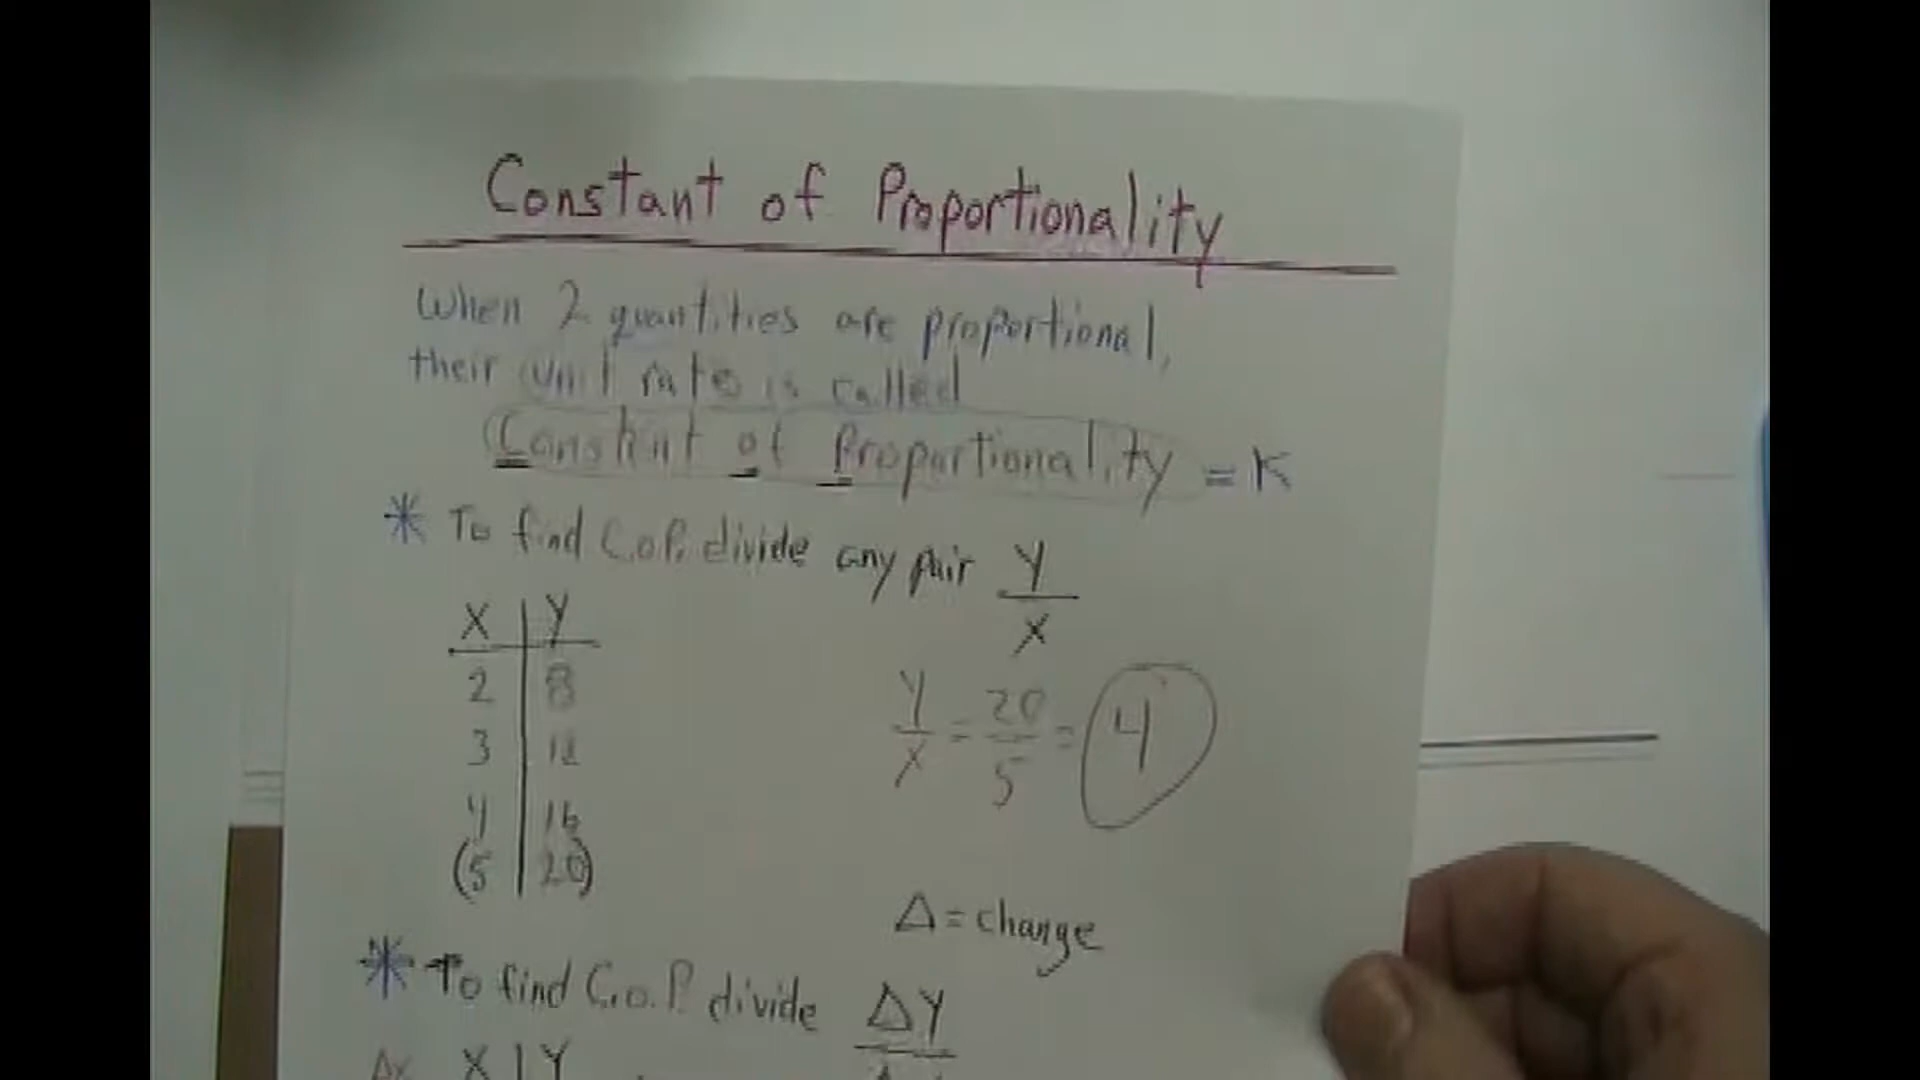 Constant of Proportionality
When 2 quantities are proportional,
their unit rate is called
Constant of Proportionality = K
* To find C.o.P. divide any pair Y/X
X | Y
2 | 8
3 | 12
4 | 16
(5 | 20)
Y/X = 20/5 = 4
Δ = change
* To find C.o.P. divide ΔY
X | Y